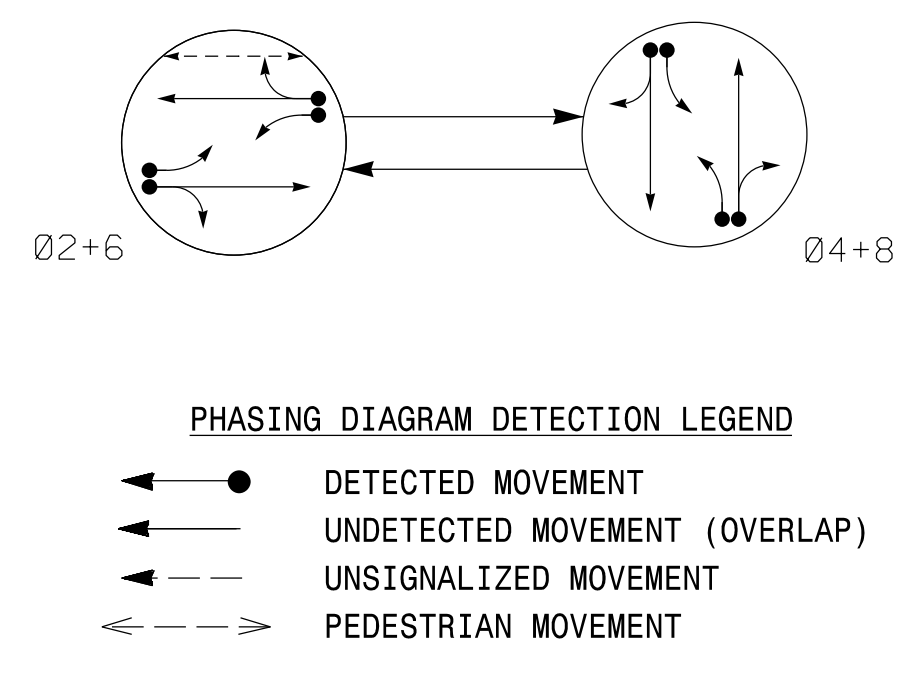 Ø2+6
Ø4+8
PHASING DIAGRAM DETECTION LEGEND
DETECTED MOVEMENT
UNDETECTED MOVEMENT (OVERLAP)
UNSIGNALIZED MOVEMENT
PEDESTRIAN MOVEMENT